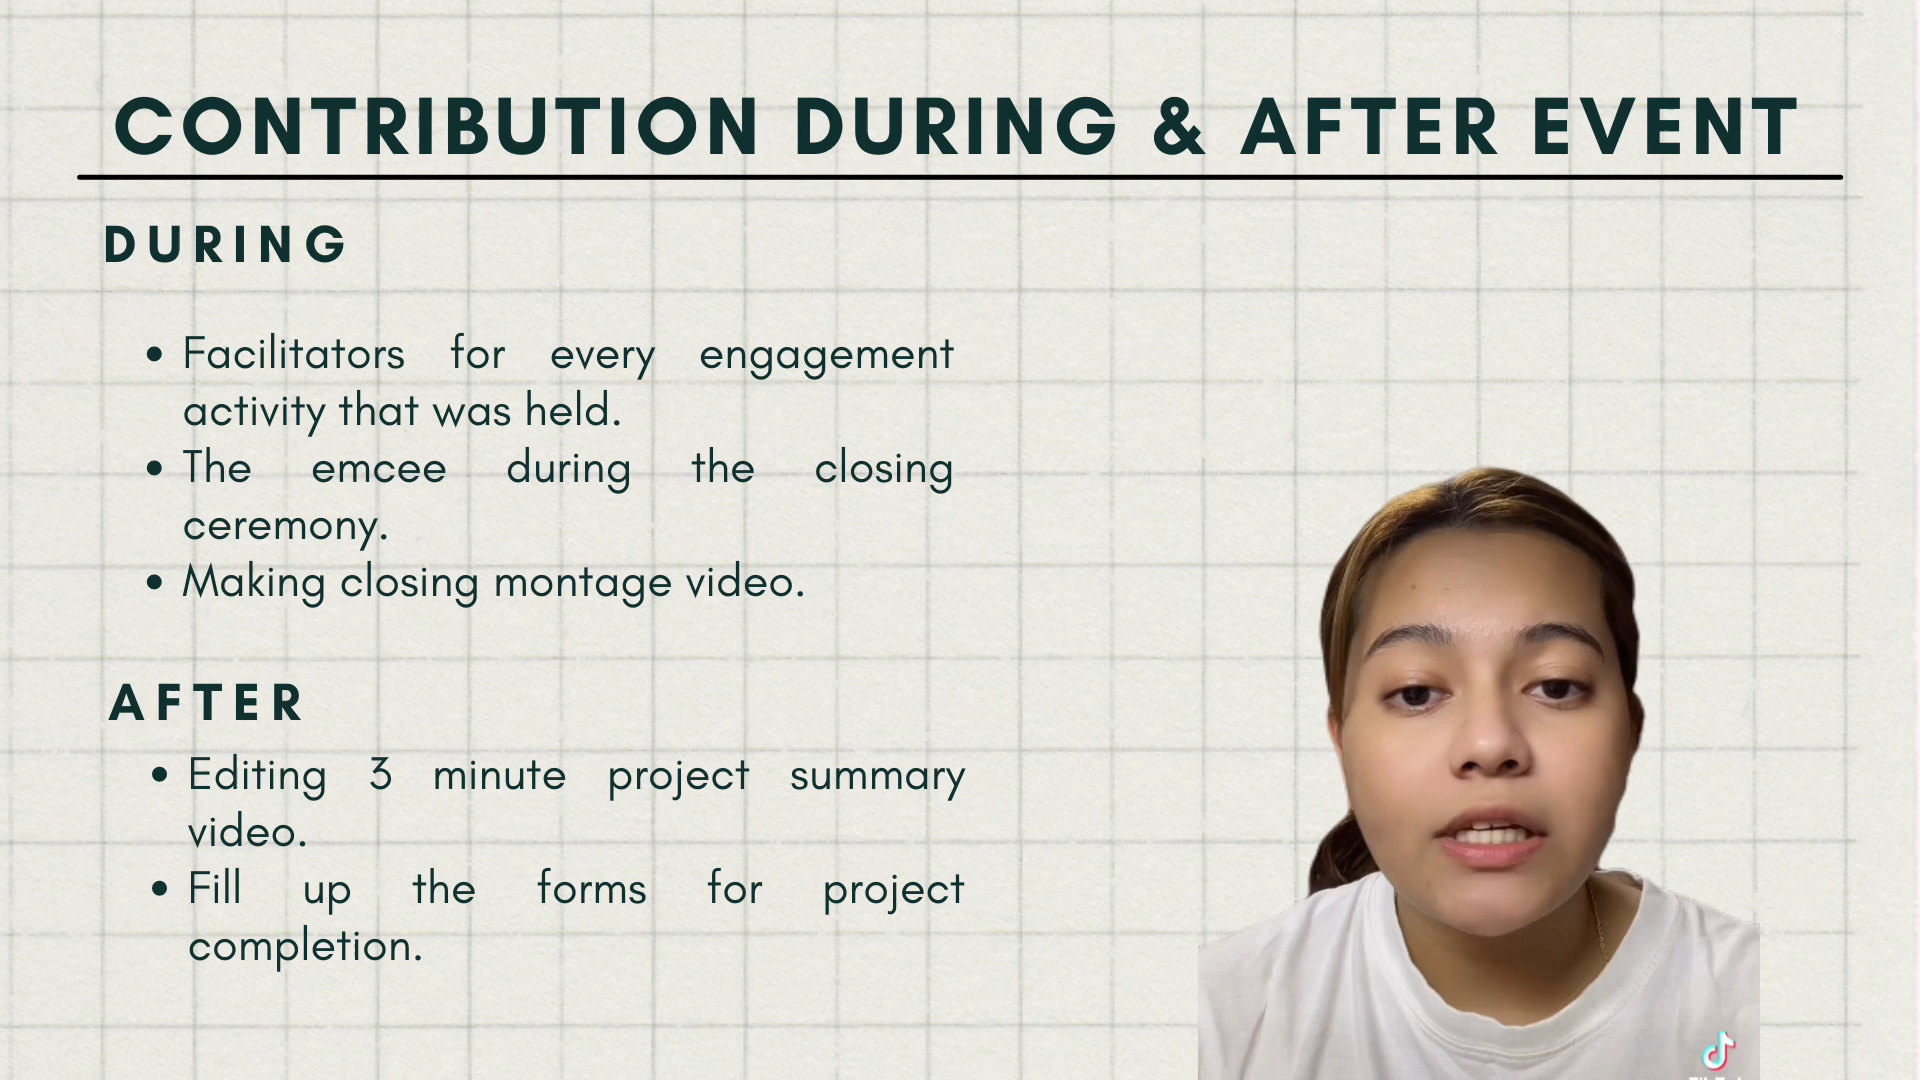 CONTRIBUTION DURING & AFTER EVENT
DURING
• Facilitators for every engagement
activity that was held.
• The emcee during the closing
ceremony.
• Making closing montage video.
AFTER
• Editing 3 minute project summary
video.
• Fill up the forms for project
completion.